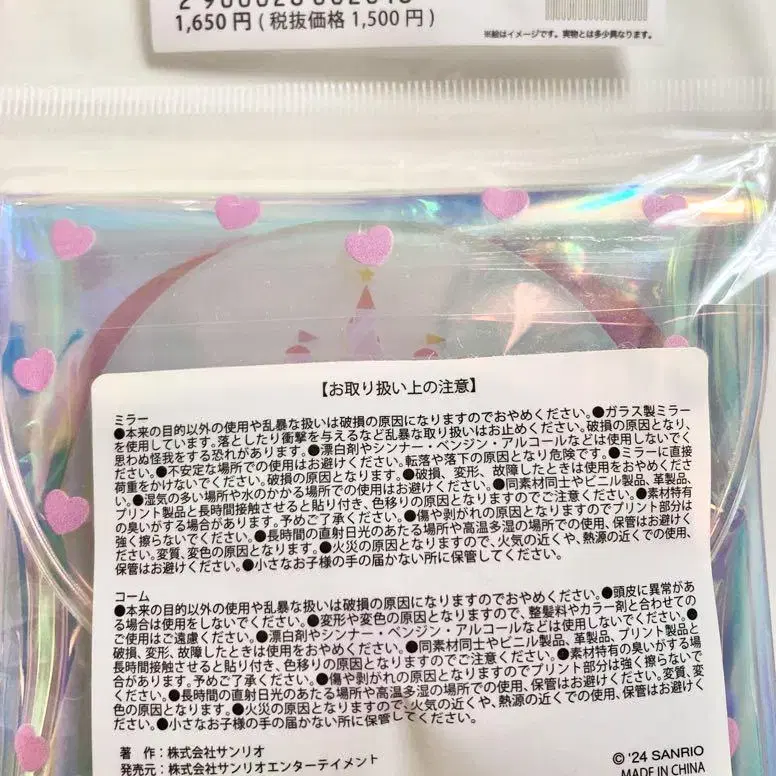 1,650円 ( 税抜価格 1,500円 )
※絵はイメージです。実物とは多少異なります。
【お取り扱い上の注意】
ミラー
●本来の目的以外の使用や乱暴な扱いは破損の原因になりますのでおやめください。●ガラス製ミラー
を使用しています。落としたり衝撃を与えるなど乱暴な取り扱いはお止めください。破損の原因となり、
思わぬ怪我をする恐れがあります。●漂白剤やシンナー・ベンジン・アルコールなどは使用しないでく
ださい。●不安定な場所での使用はお避けください。転落や落下の原因となり危険です。●ミラーに直接
荷重をかけないでください。破損の原因となります。●破損、変形、故障したときは使用をおやめくださ
い。●湿気の多い場所や水のかかる場所での使用はお避けください。●同素材同士やビニル製品、革製品、
プリント製品と長時間接触させると貼り付き、色移りの原因となりますのでご注意ください。●素材特有
の臭いがする場合があります。予めご了承ください。●傷や剥がれの原因となりますのでプリント部分は
強く擦らないでください。●長時間の直射日光のあたる場所や高温多湿の場所での使用、保管はお避けく
ださい。変質、変色の原因となります。●火災の原因となるため、火気の近くや、熱源の近くでの使用、
保管はお避けください。●小さなお子様の手の届かない所に保管してください。
コーム
●本来の目的以外の使用や乱暴な扱いは破損の原因になりますのでおやめください。●頭皮に異常があ
る場合は使用をしないでください。●変形や変色の原因となりますので、整髪料やカラー剤と合わせての
ご使用はご遠慮ください。●漂白剤やシンナー・ベンジン・アルコールなどは使用しないでください。●
破損、変形、故障したときは使用をおやめください。●同素材同士やビニル製品、革製品、プリント製品と
長時間接触させると貼り付き、色移りの原因となりますのでご注意ください。●素材特有の臭いがする場
合があります。予めご了承ください。●傷や剥がれの原因となりますのでプリント部分は強く擦らないで
ください。●長時間の直射日光のあたる場所や高温多湿の場所での使用、保管はお避けください。変質、変
色の原因となります。●火災の原因となるため、火気の近くや、熱源の近くでの使用、保管はお避けくだ
さい。●小さなお子様の手の届かない所に保管してください。
著 作：株式会社サンリオ
発売元：株式会社サンリオエンターテイメント
© '24 SANRIO
MADE IN CHINA